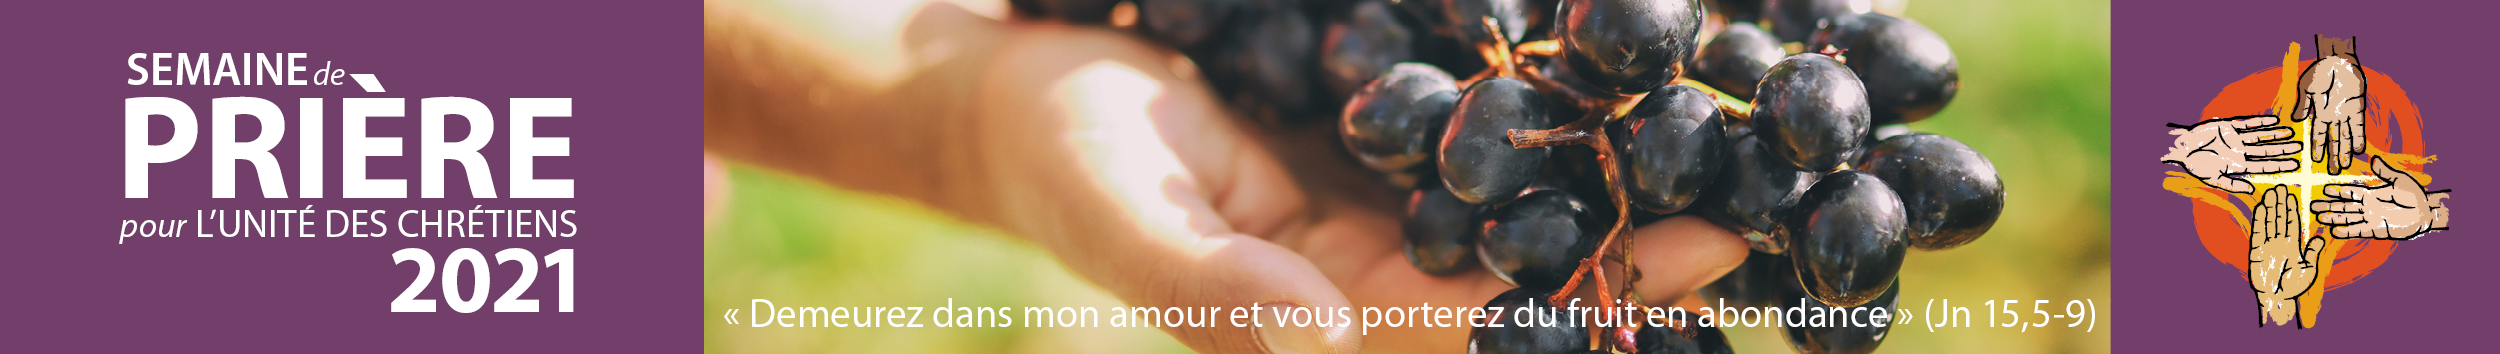 SEMAINE de
PRIÈRE
pour L'UNITÉ DES CHRÉTIENS
2021
« Demeurez dans mon amour et vous porterez du fruit en abondance » (Jn 15,5-9)